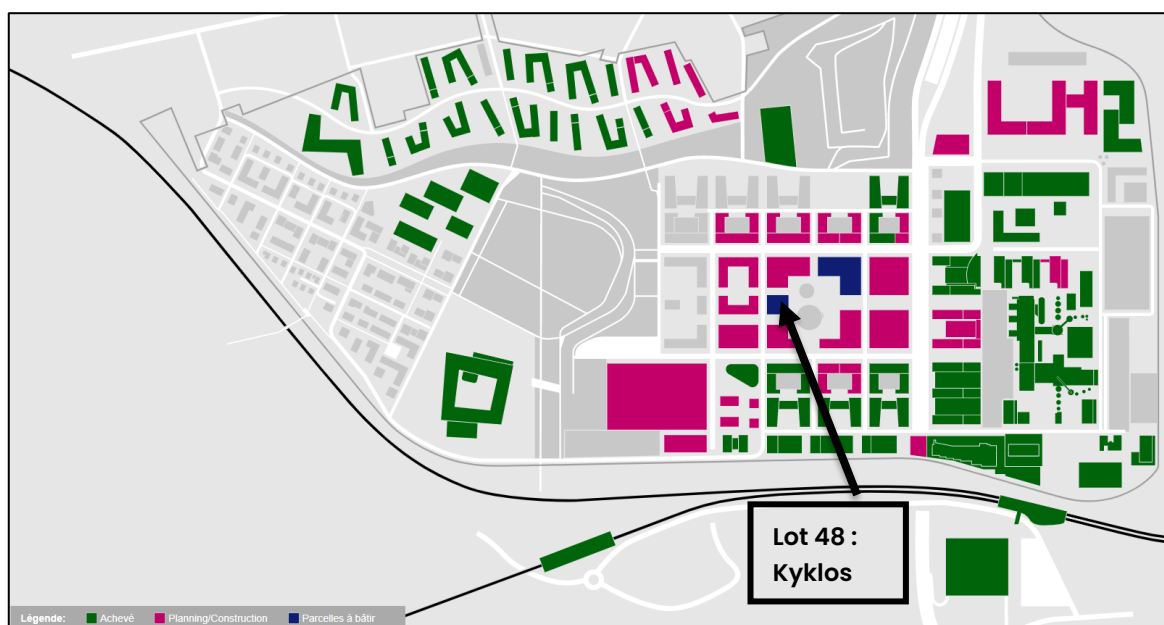 Lot 48 :
Kyklos
Légende: Achevé Planning/Construction Parcelles à bâtir